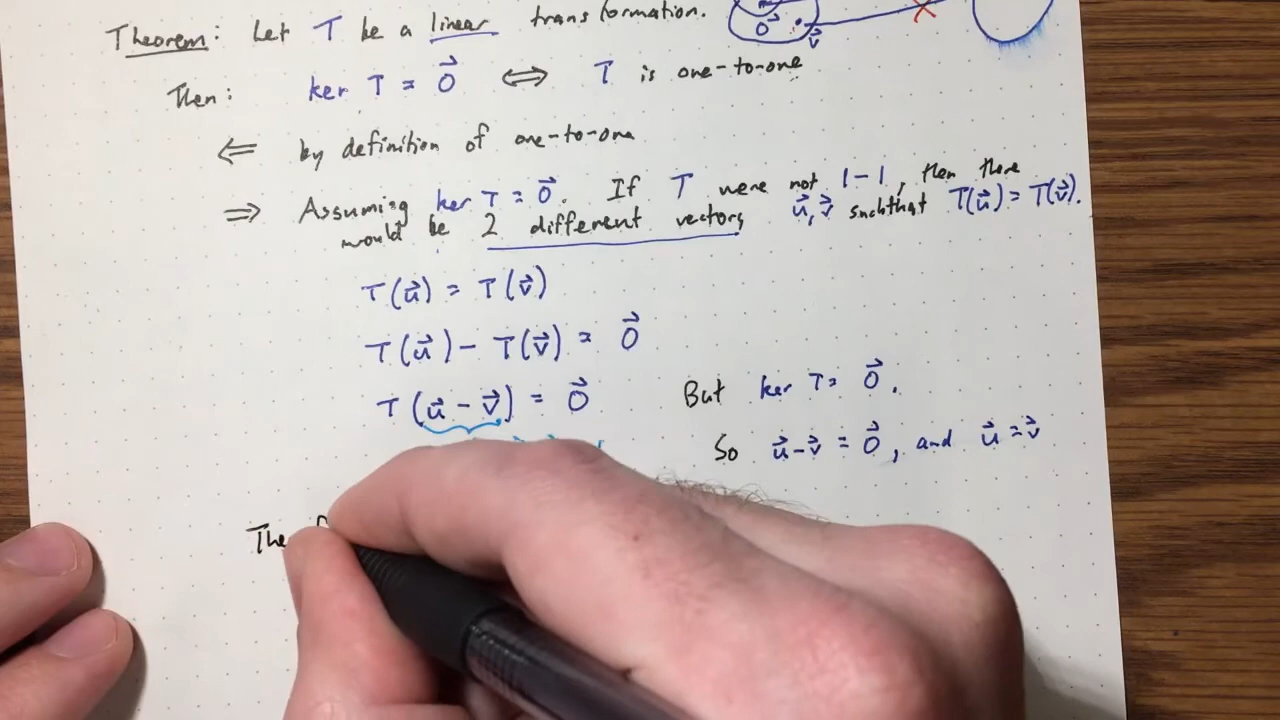 Theorem: Let T be a linear transformation.
0⃗ v⃗
Then: ker T = 0⃗ ⟺ T is one-to-one
⟸ by definition of one-to-one
⟹ Assuming ker T = 0⃗. If T were not 1-1, then there
would be 2 different vectors u⃗, v⃗ such that T(u⃗) = T(v⃗).
T(u⃗) = T(v⃗)
T(u⃗) - T(v⃗) = 0⃗
T(u⃗ - v⃗) = 0⃗ But ker T = 0⃗.
So u⃗-v⃗ = 0⃗, and u⃗ = v⃗
The